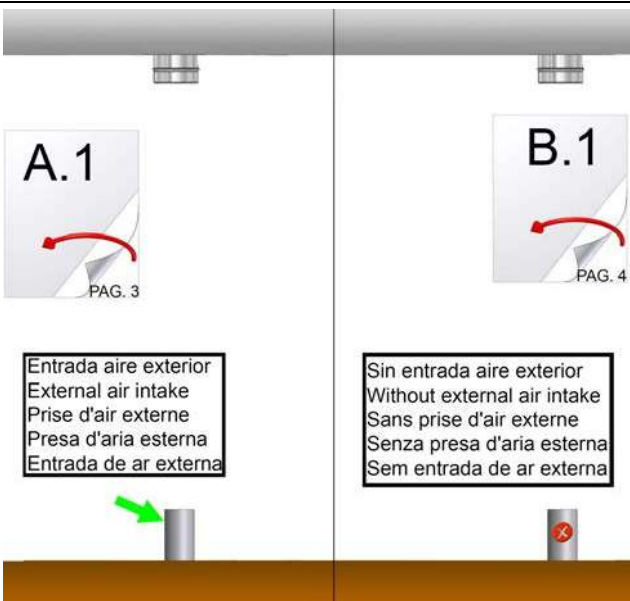 A.1
PAG. 3
Entrada aire exterior
External air intake
Prise d'air externe
Presa d'aria esterna
Entrada de ar externa
B.1
PAG. 4
Sin entrada aire exterior
Without external air intake
Sans prise d'air externe
Senza presa d'aria esterna
Sem entrada de ar externa
X